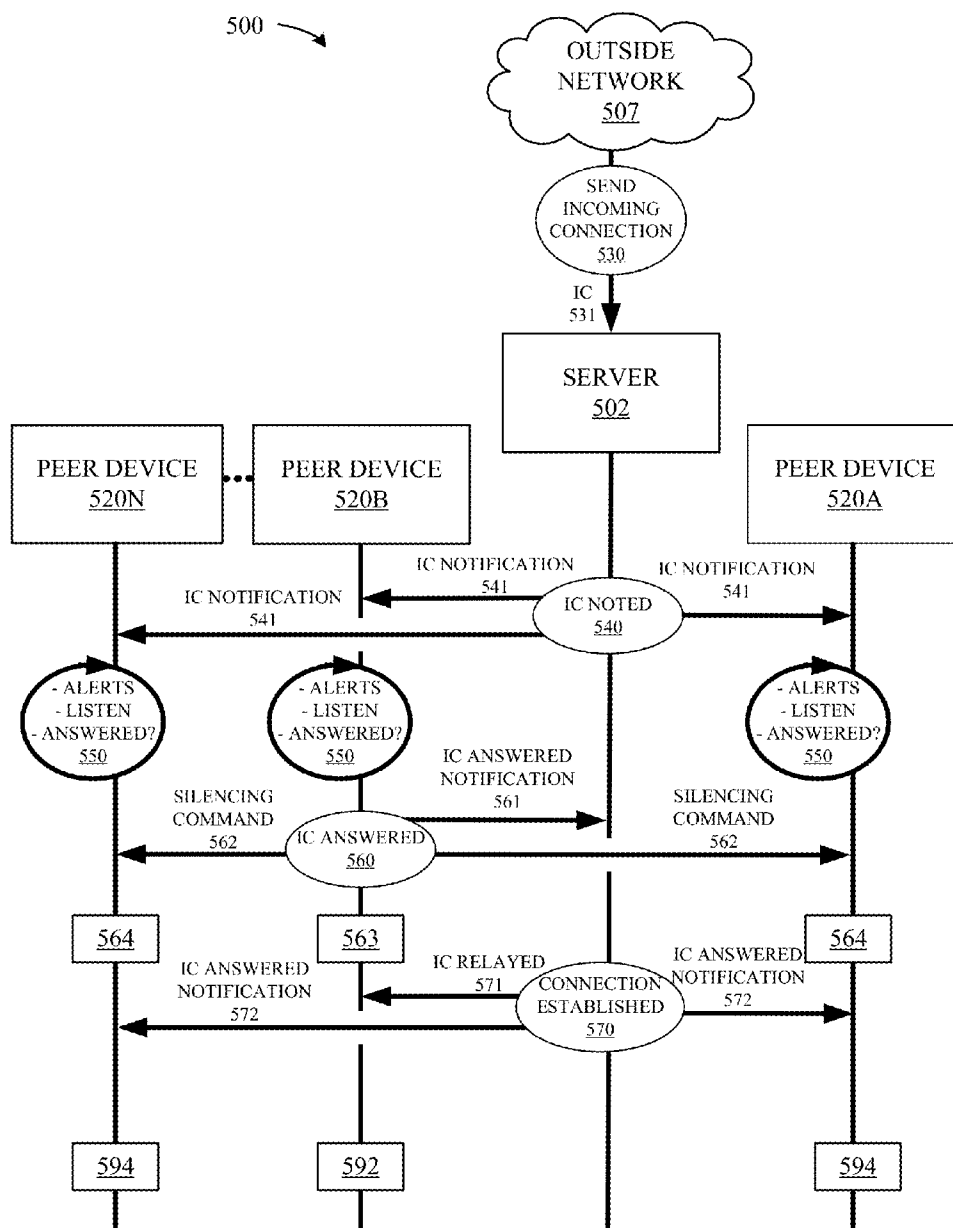 500
OUTSIDE
NETWORK
507
SEND
INCOMING
CONNECTION
530
IC
531
SERVER
502
PEER DEVICE
520N
PEER DEVICE
520B
PEER DEVICE
520A
IC NOTIFICATION
541
IC NOTIFICATION
541
IC NOTIFICATION
541
IC NOTED
540
- ALERTS
- LISTEN
- ANSWERED?
550
- ALERTS
- LISTEN
- ANSWERED?
550
- ALERTS
- LISTEN
- ANSWERED?
550
IC ANSWERED
NOTIFICATION
561
SILENCING
COMMAND
562
IC ANSWERED
560
SILENCING
COMMAND
562
564
563
564
IC ANSWERED
NOTIFICATION
572
IC RELAYED
571
CONNECTION
ESTABLISHED
570
IC ANSWERED
NOTIFICATION
572
594
592
594